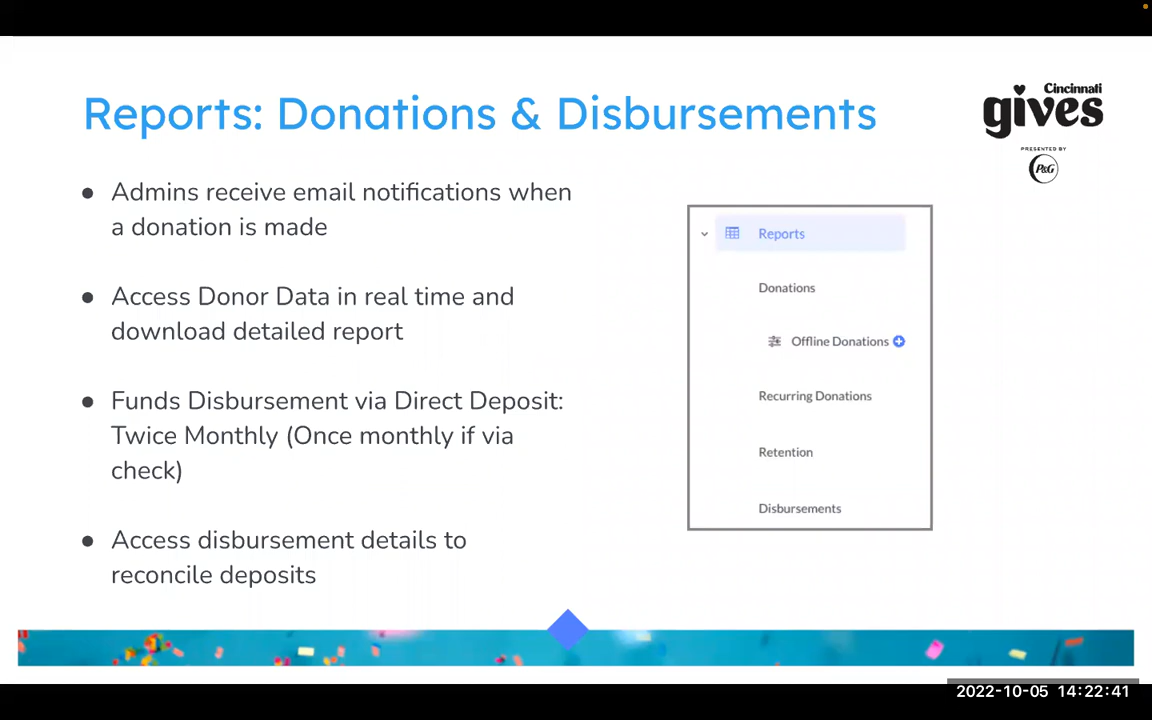 Reports: Donations & Disbursements
Cincinnati
gives
PRESENTED BY
P&G
● Admins receive email notifications when
a donation is made
● Access Donor Data in real time and
download detailed report
● Funds Disbursement via Direct Deposit:
Twice Monthly (Once monthly if via
check)
● Access disbursement details to
reconcile deposits
Reports
Donations
Offline Donations
Recurring Donations
Retention
Disbursements
2022-10-05 14:22:41